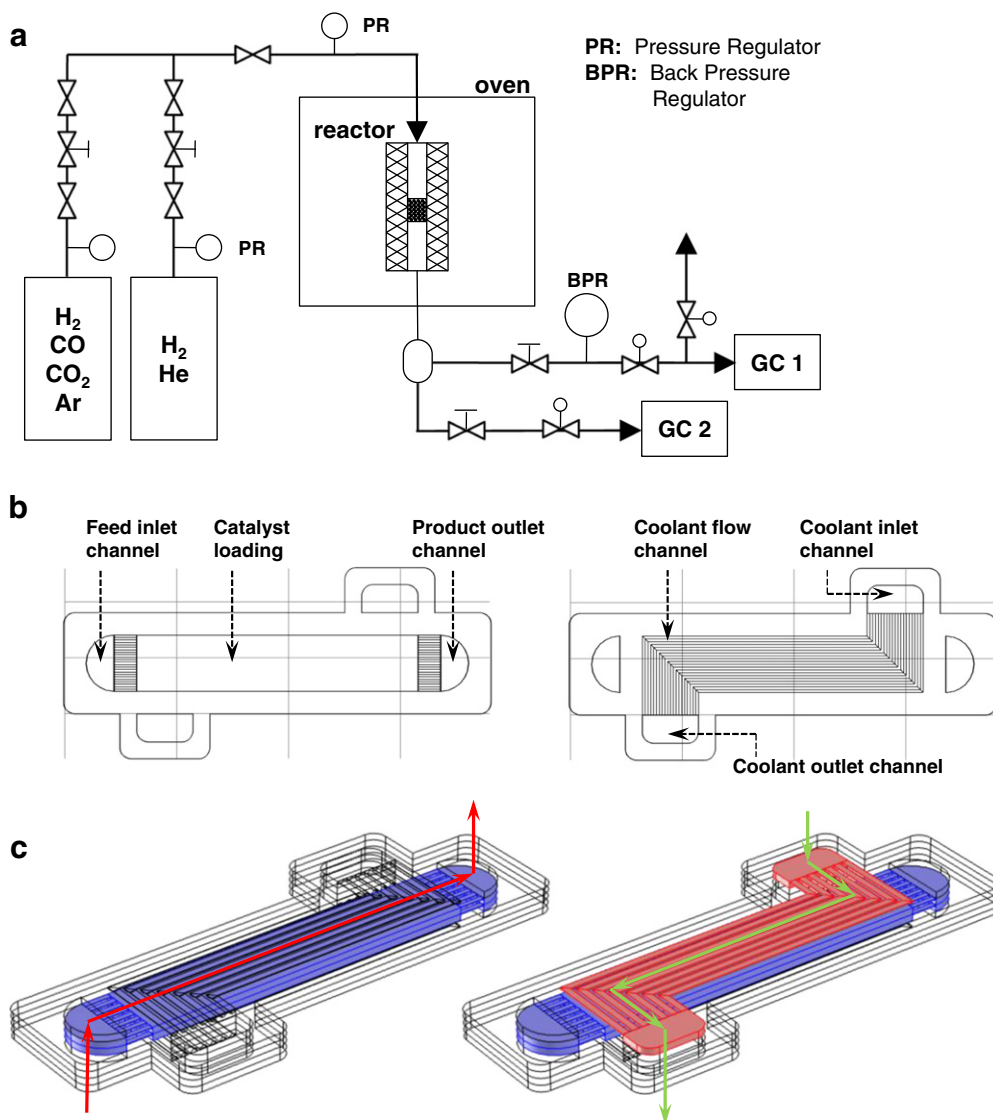 a
PR
PR: Pressure Regulator
BPR: Back Pressure
Regulator
oven
reactor
PR
BPR
H2
CO
CO2
Ar
H2
He
GC 1
GC 2
b
Feed inlet
channel
Catalyst
loading
Product outlet
channel
Coolant flow
channel
Coolant inlet
channel
Coolant outlet channel
c